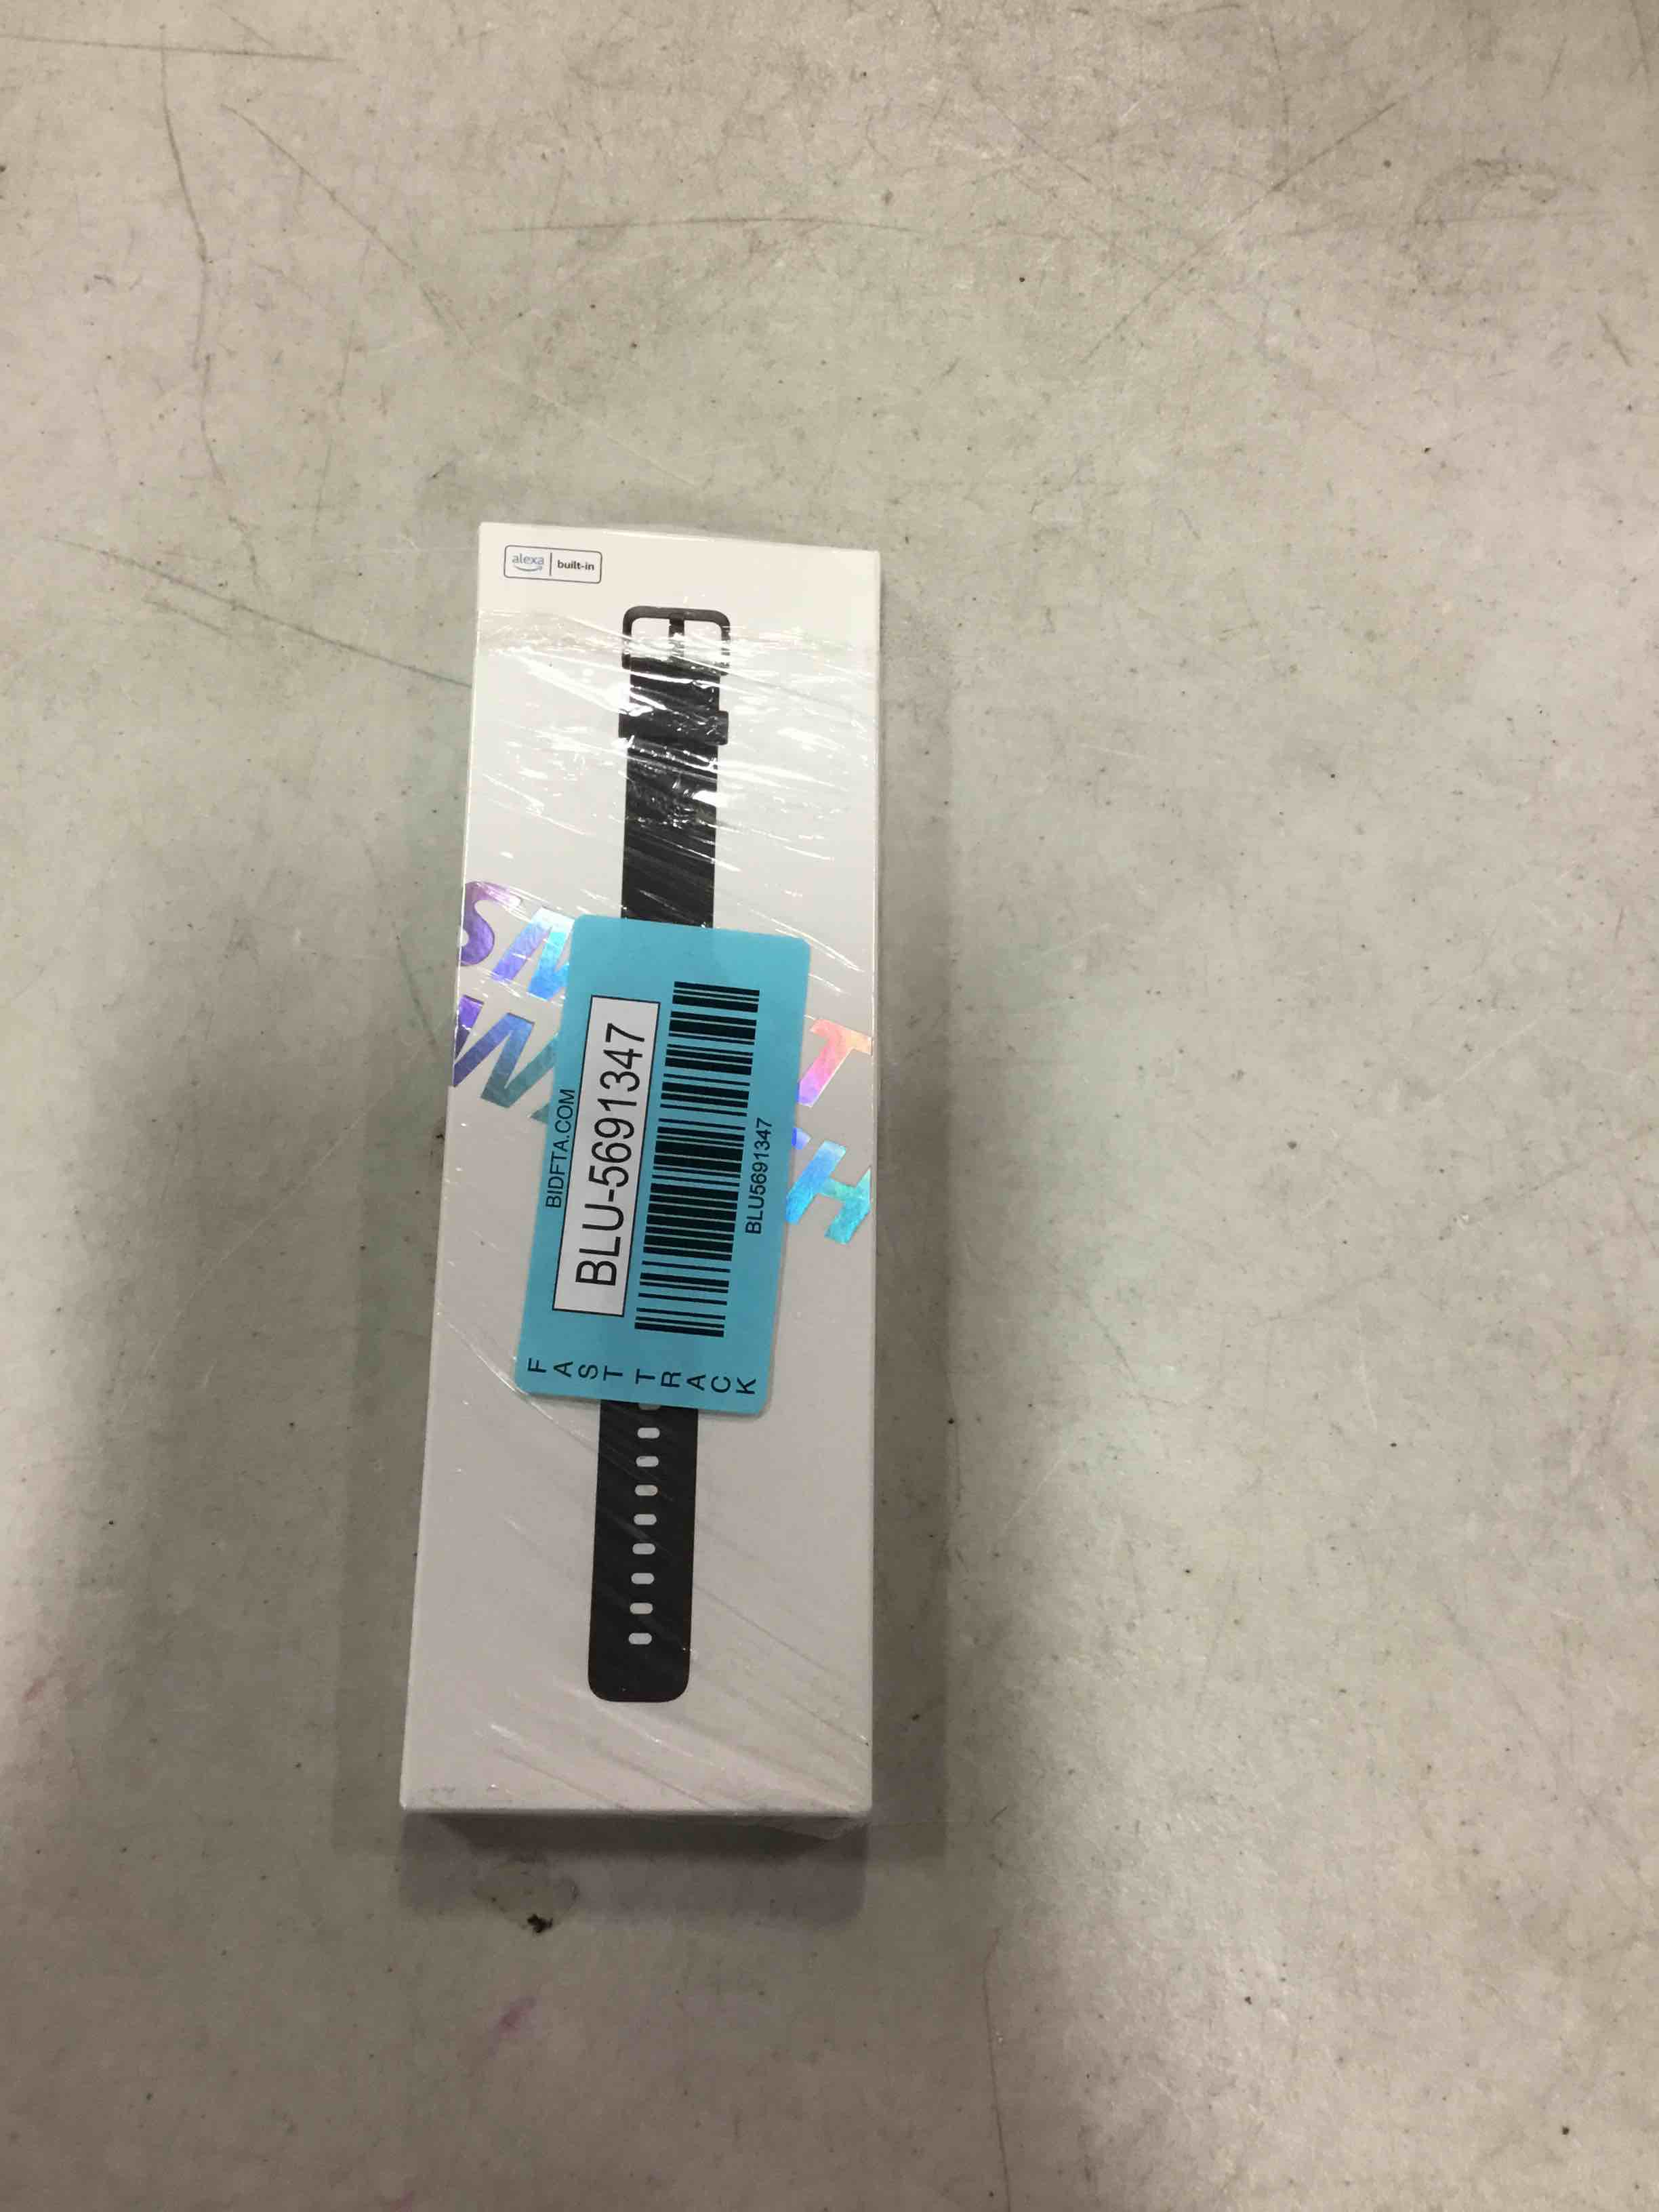 alexa
built-in
BIDFTA.COM
BLU-5691347
BLU5691347
FAST TRACK